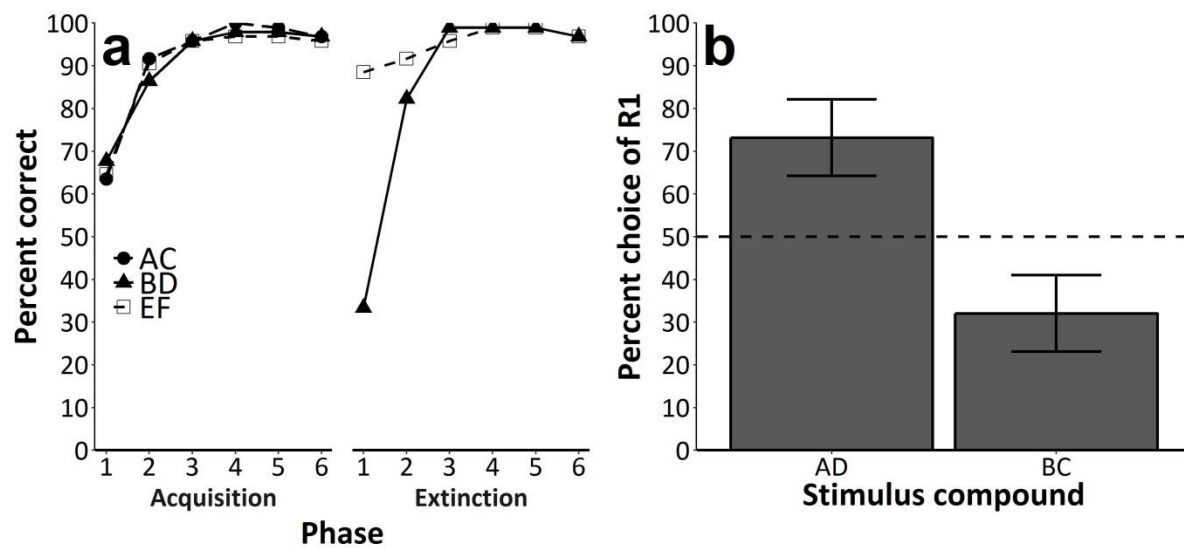 a
Percent correct
100
90
80
70
60
50
40
30
20
10
0
AC
BD
EF
1 2 3 4 5 6
Acquisition
1 2 3 4 5 6
Extinction
Phase
b
Percent choice of R1
100
90
80
70
60
50
40
30
20
10
0
AD BC
Stimulus compound